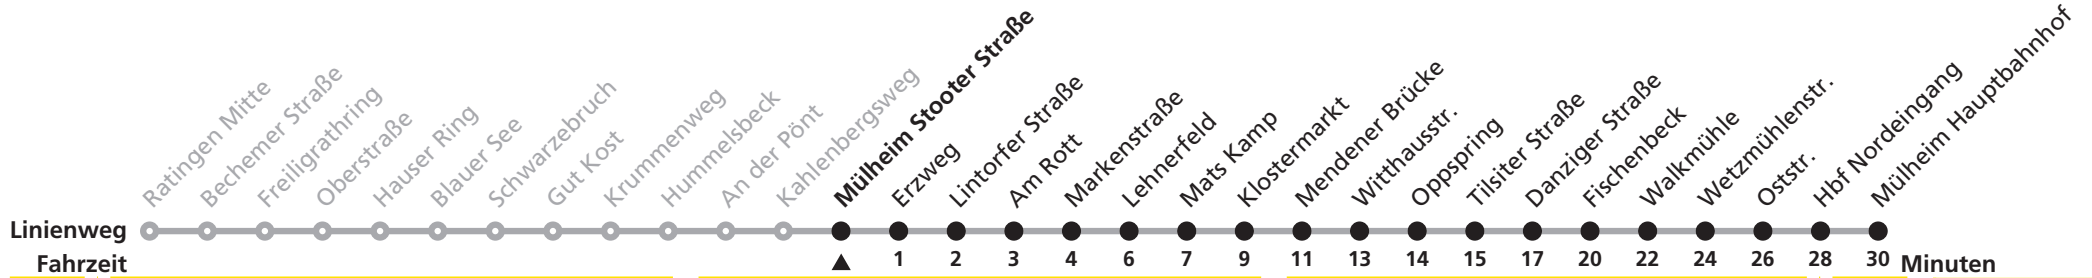 Ratingen Mitte
Bechemer Straße
Freiligrathring
Oberstraße
Hauser Ring
Blauer See
Schwarzebruch
Gut Kost
Krummenweg
Hummelsbeck
An der Pönt
Kahlenbergsweg
Mülheim Stooter Straße
Erzweg
Lintorfer Straße
Am Rott
Markenstraße
Lehnerfeld
Mats Kamp
Klostermarkt
Mendener Brücke
Witthausstr.
Oppspring
Tilsiter Straße
Danziger Straße
Fischenbeck
Walkmühle
Wetzmühlenstr.
Oststr.
Hbf Nordeingang
Mülheim Hauptbahnhof
Linienweg
Fahrzeit ▲ 1 2 3 4 6 7 9 11 13 14 15 17 20 22 24 26 28 30 Minuten